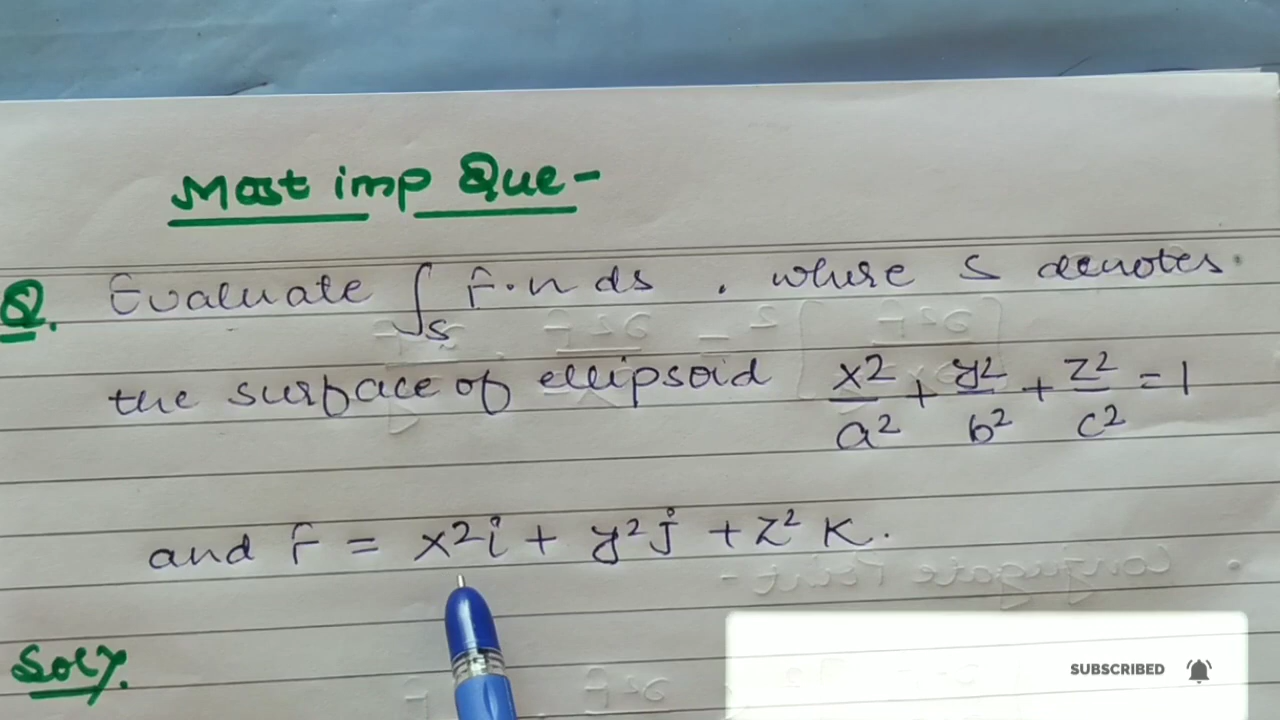 Most imp Que-
Q. Evaluate ∫_S F·n ds, where S denotes
the surface of ellipsoid x²/a² + y²/b² + z²/c² = 1
and F = x²i + y²j + z²K.
Soln.
SUBSCRIBED